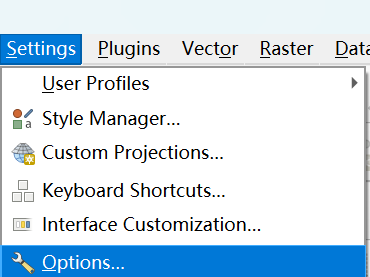 Settings Plugins Vector Raster Data
User Profiles
Style Manager...
Custom Projections...
Keyboard Shortcuts...
Interface Customization...
Options...